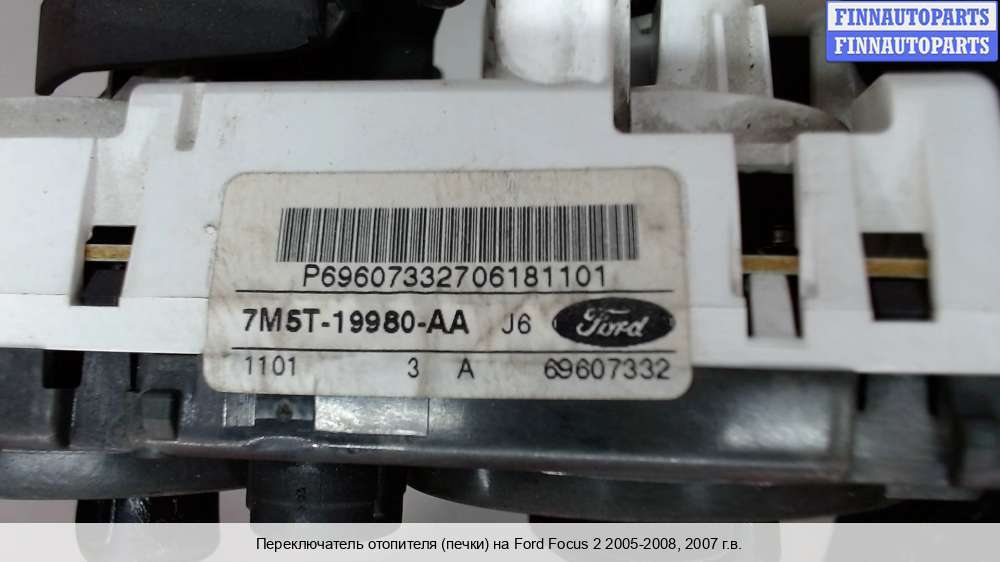 FINNAUTOPARTS
FINNAUTOPARTS
P69607332706181101
7M5T-19980-AA J6 Ford
1101 3 A 69607332
Переключатель отопителя (печки) на Ford Focus 2 2005-2008, 2007 г.в.